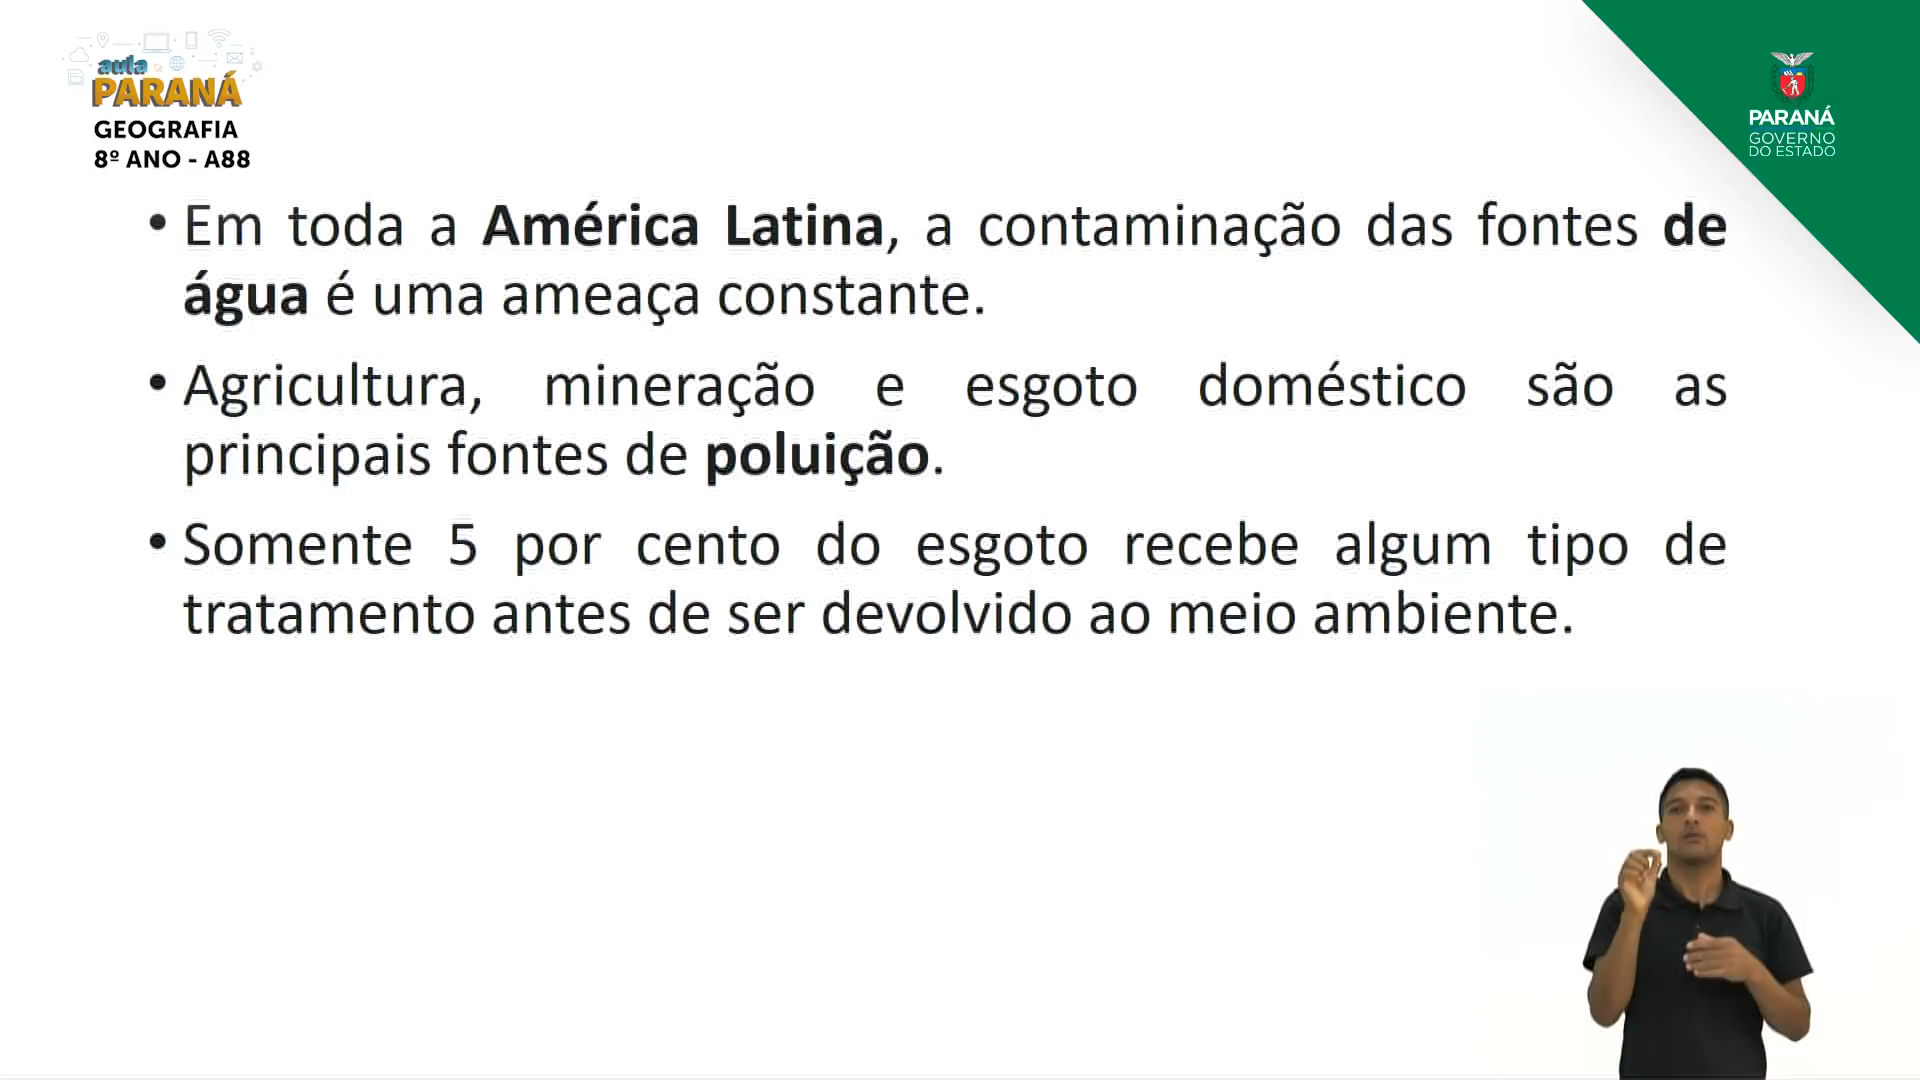 aula
PARANÁ
GEOGRAFIA
8º ANO - A88
PARANÁ
GOVERNO
DO ESTADO
• Em toda a América Latina, a contaminação das fontes de
água é uma ameaça constante.
• Agricultura, mineração e esgoto doméstico são as
principais fontes de poluição.
• Somente 5 por cento do esgoto recebe algum tipo de
tratamento antes de ser devolvido ao meio ambiente.